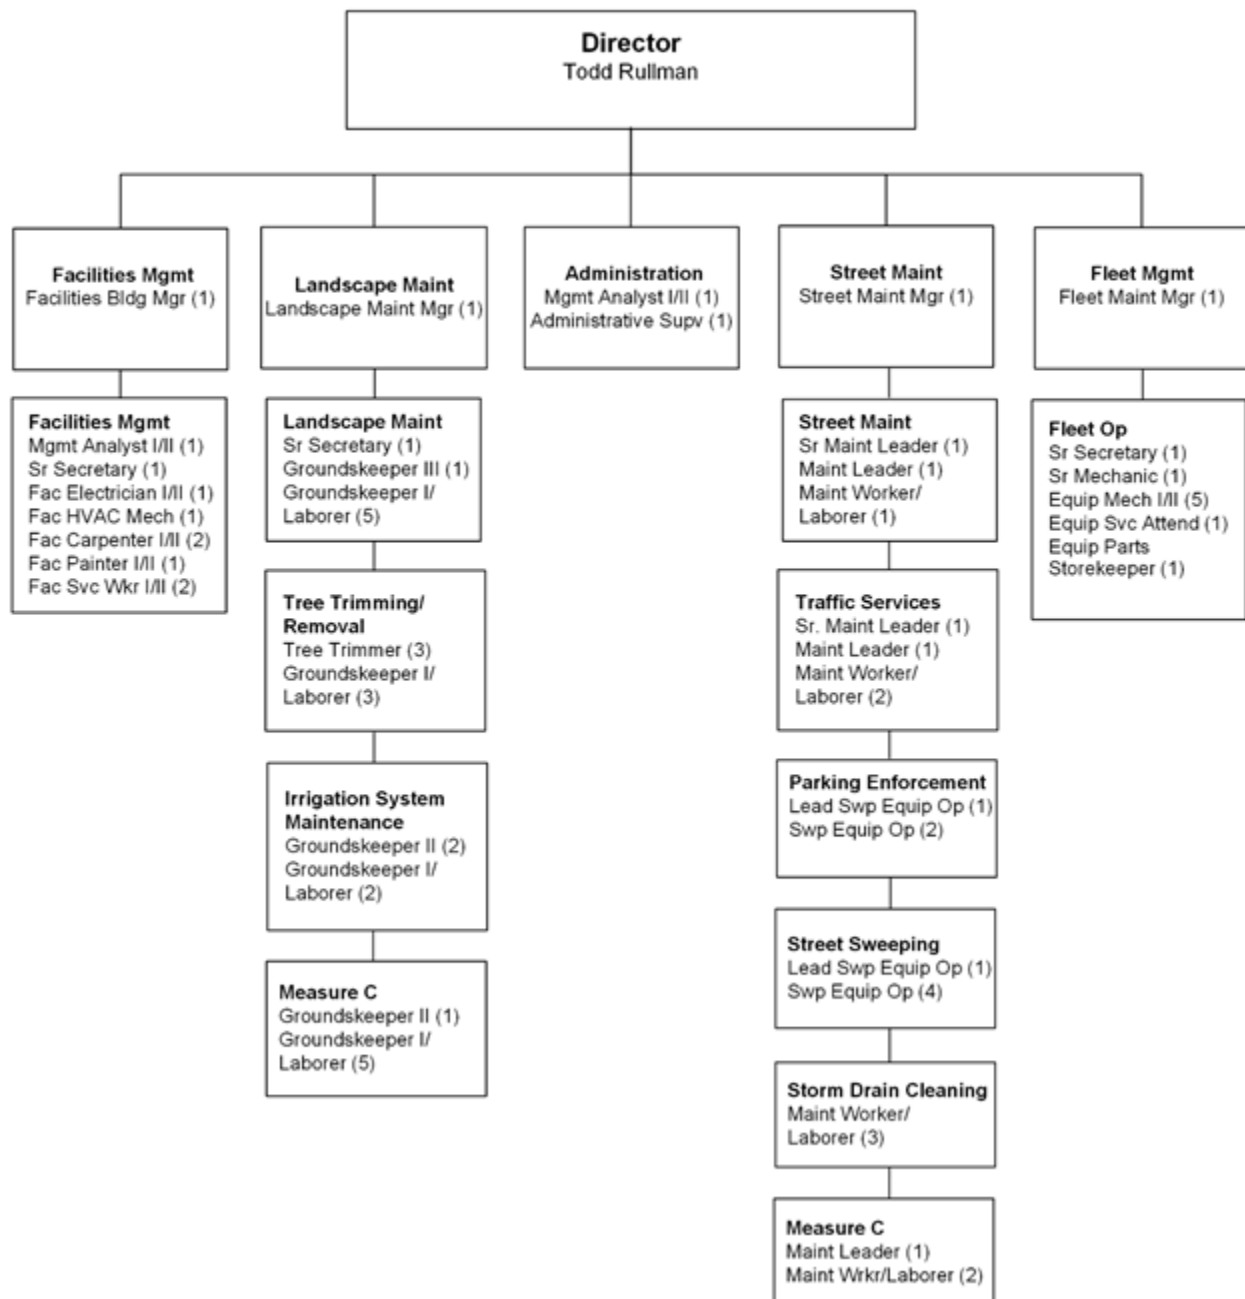 Director
Todd Rullman
Facilities Mgmt
Facilities Bldg Mgr (1)
Landscape Maint
Landscape Maint Mgr (1)
Administration
Mgmt Analyst I/II (1)
Administrative Supv (1)
Street Maint
Street Maint Mgr (1)
Fleet Mgmt
Fleet Maint Mgr (1)
Facilities Mgmt
Mgmt Analyst I/II (1)
Sr Secretary (1)
Fac Electrician I/II (1)
Fac HVAC Mech (1)
Fac Carpenter I/II (2)
Fac Painter I/II (1)
Fac Svc Wkr I/II (2)
Landscape Maint
Sr Secretary (1)
Groundskeeper III (1)
Groundskeeper I/
Laborer (5)
Tree Trimming/
Removal
Tree Trimmer (3)
Groundskeeper I/
Laborer (3)
Irrigation System
Maintenance
Groundskeeper II (2)
Groundskeeper I/
Laborer (2)
Measure C
Groundskeeper II (1)
Groundskeeper I/
Laborer (5)
Street Maint
Sr Maint Leader (1)
Maint Leader (1)
Maint Worker/
Laborer (1)
Traffic Services
Sr. Maint Leader (1)
Maint Leader (1)
Maint Worker/
Laborer (2)
Parking Enforcement
Lead Swp Equip Op (1)
Swp Equip Op (2)
Street Sweeping
Lead Swp Equip Op (1)
Swp Equip Op (4)
Storm Drain Cleaning
Maint Worker/
Laborer (3)
Measure C
Maint Leader (1)
Maint Wrkr/Laborer (2)
Fleet Op
Sr Secretary (1)
Sr Mechanic (1)
Equip Mech I/II (5)
Equip Svc Attend (1)
Equip Parts
Storekeeper (1)